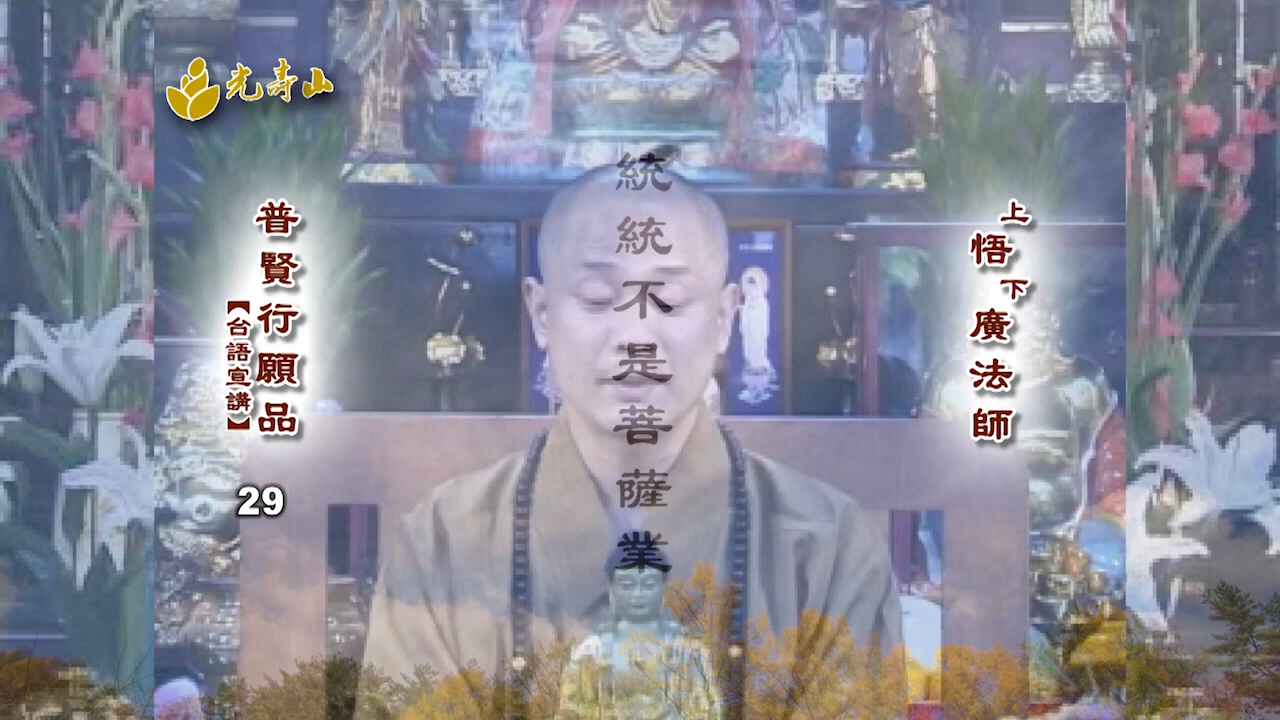 光壽山
上悟下廣法師
統統不是菩薩業
普賢行願品
【台語宣講】
29